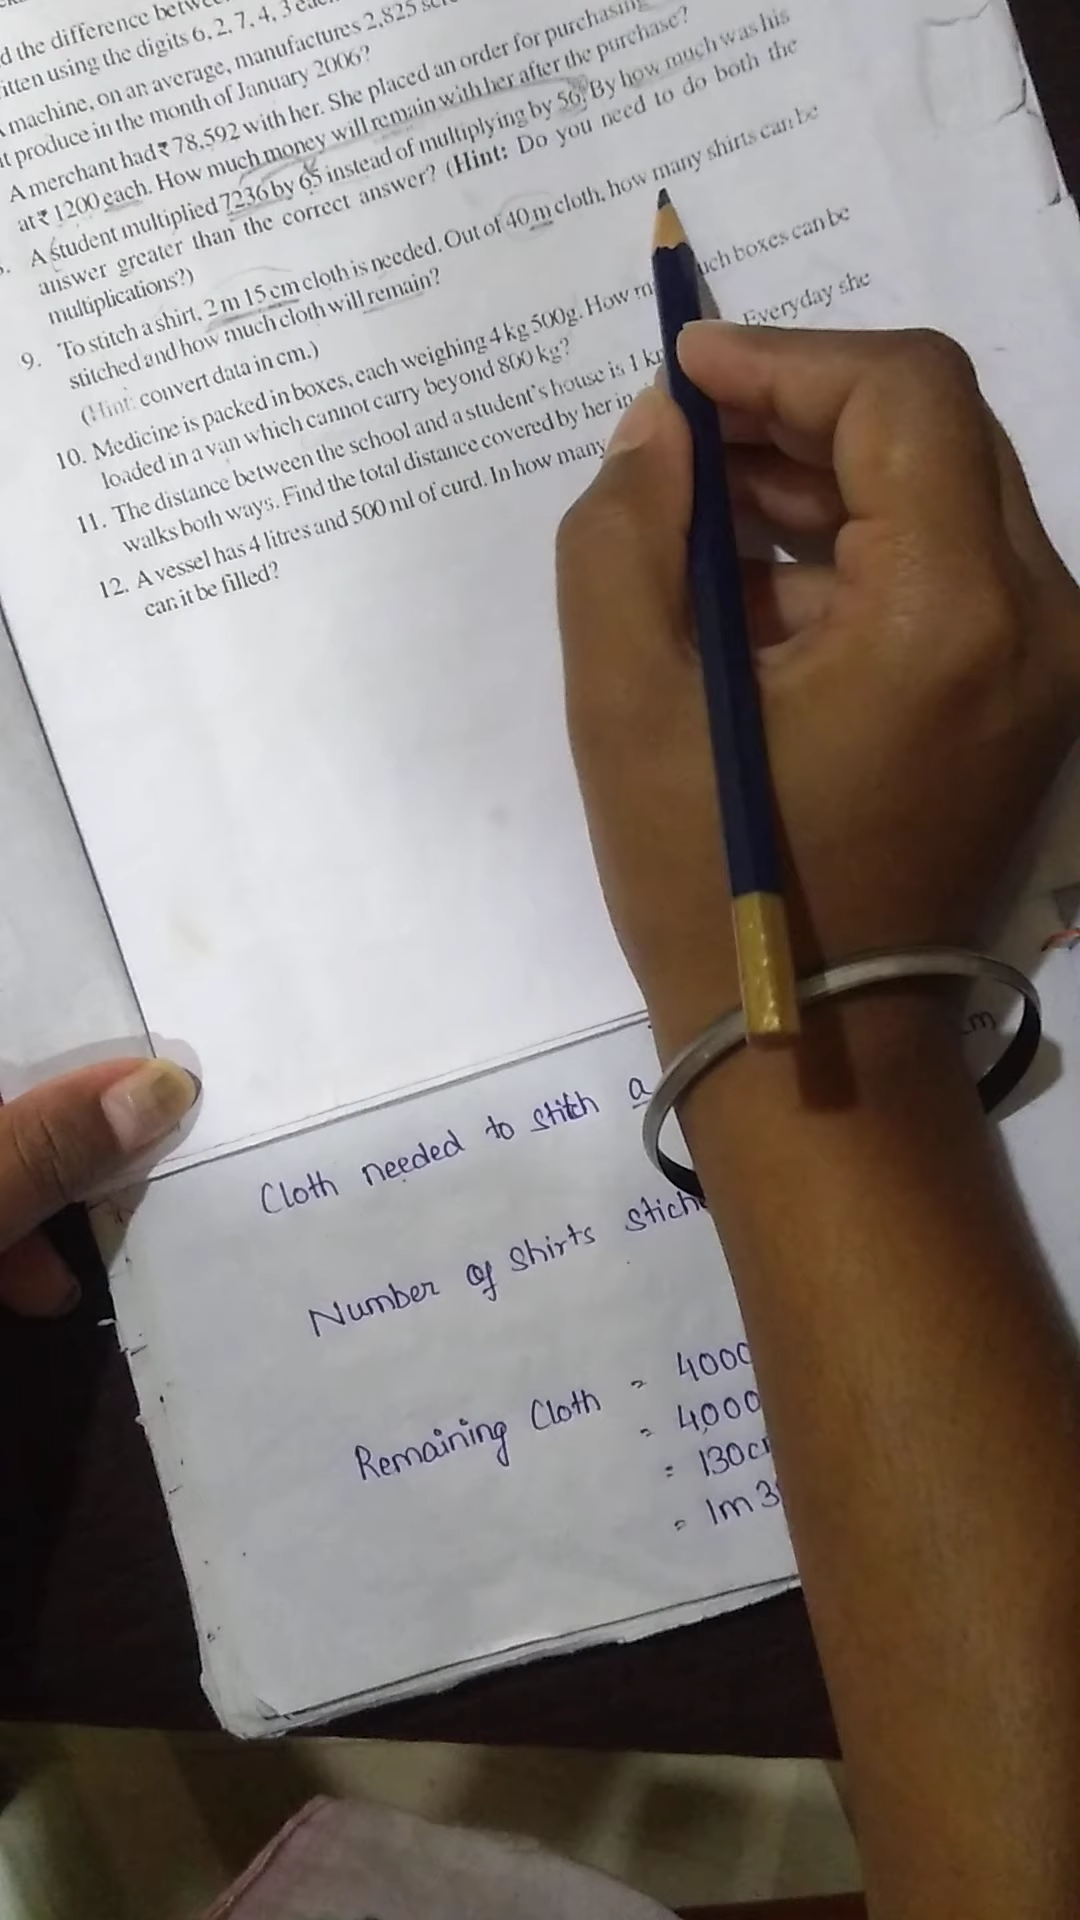 d the difference betwe
itten using the digits 6, 2, 7, 4, 3 eac
machine, on an average, manufactures 2,825 scr
it produce in the month of January 2006?
A merchant had ₹ 78,592 with her. She placed an order for purchasing
at ₹ 1200 each. How much money will remain with her after the purchase?
A student multiplied 7236 by 65 instead of multiplying by 56. By how much was his
answer greater than the correct answer? (Hint: Do you need to do both the
multiplications?)
9. To stitch a shirt, 2 m 15 cm cloth is needed. Out of 40 m cloth, how many shirts can be
stitched and how much cloth will remain?
(Hint: convert data in cm.)
10. Medicine is packed in boxes, each weighing 4 kg 500g. How m uch boxes can be
loaded in a van which cannot carry beyond 800 kg?
11. The distance between the school and a student's house is 1 k Everyday she
walks both ways. Find the total distance covered by her in
12. A vessel has 4 litres and 500 ml of curd. In how many
can it be filled?
m
Cloth needed to stitch a
Number of Shirts stich
Remaining Cloth = 4000
= 4,000
= 130 c
= 1m 3